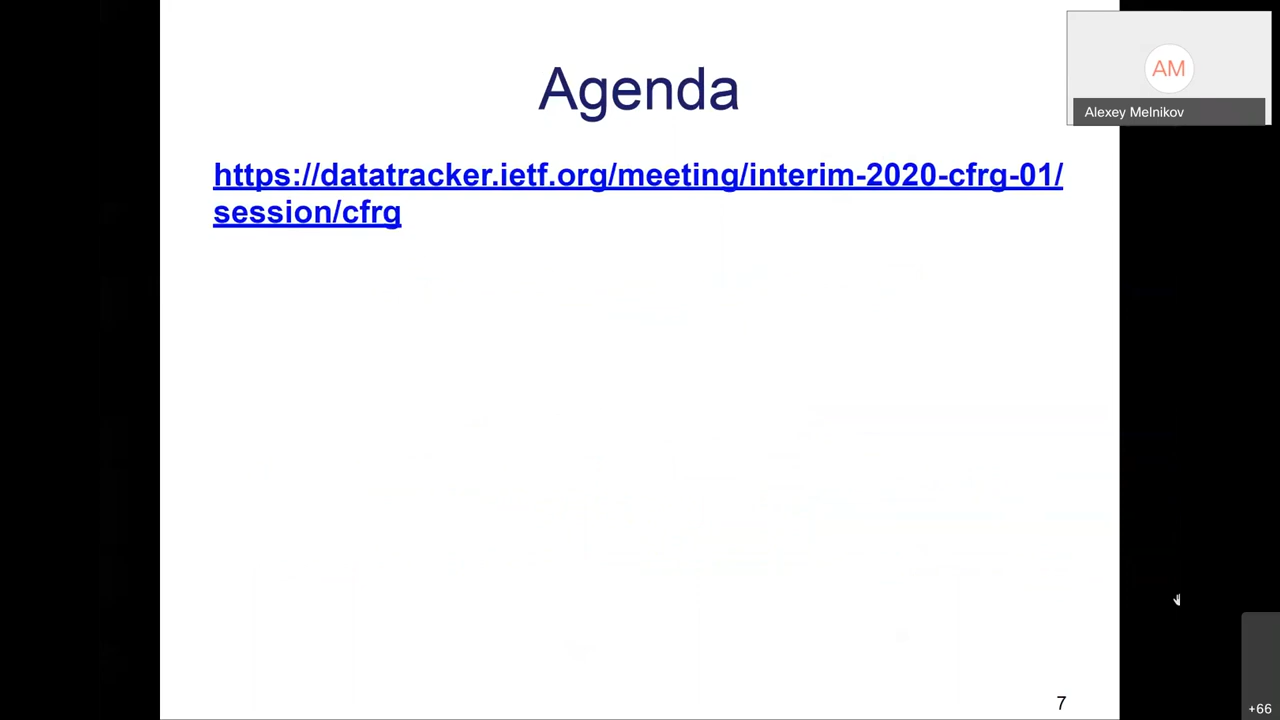 Agenda
AM
Alexey Melnikov
https://datatracker.ietf.org/meeting/interim-2020-cfrg-01/
session/cfrg
7
+66